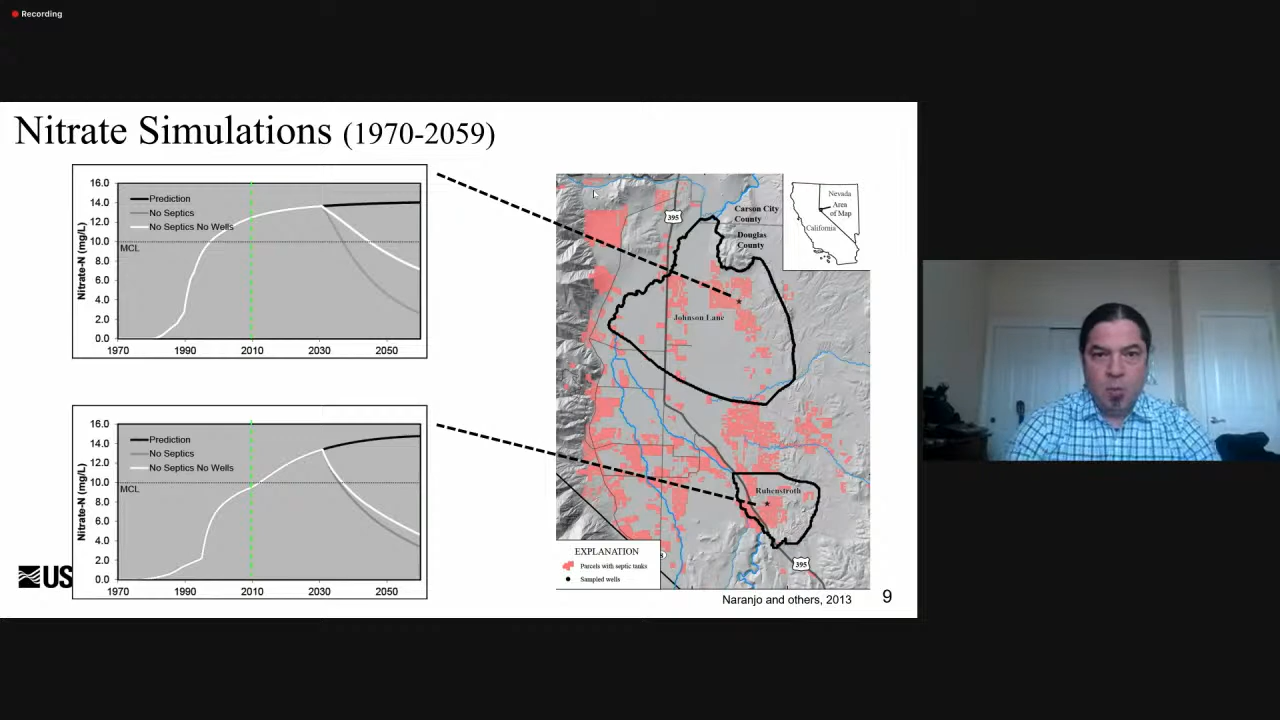 Recording
Nitrate Simulations (1970-2059)
16.0
14.0
12.0
10.0
8.0
6.0
4.0
2.0
0.0
Nitrate-N (mg/L)
Prediction
No Septics
No Septics No Wells
MCL
1970
1990
2010
2030
2050
16.0
14.0
12.0
10.0
8.0
6.0
4.0
2.0
0.0
Nitrate-N (mg/L)
Prediction
No Septics
No Septics No Wells
MCL
1970
1990
2010
2030
2050
US
395
Carson City
County
Douglas
County
Nevada
Area
of Map
California
Johnson Lane
Ruhenstroth
395
EXPLANATION
Parcels with septic tanks
Sampled wells
Naranjo and others, 2013
9